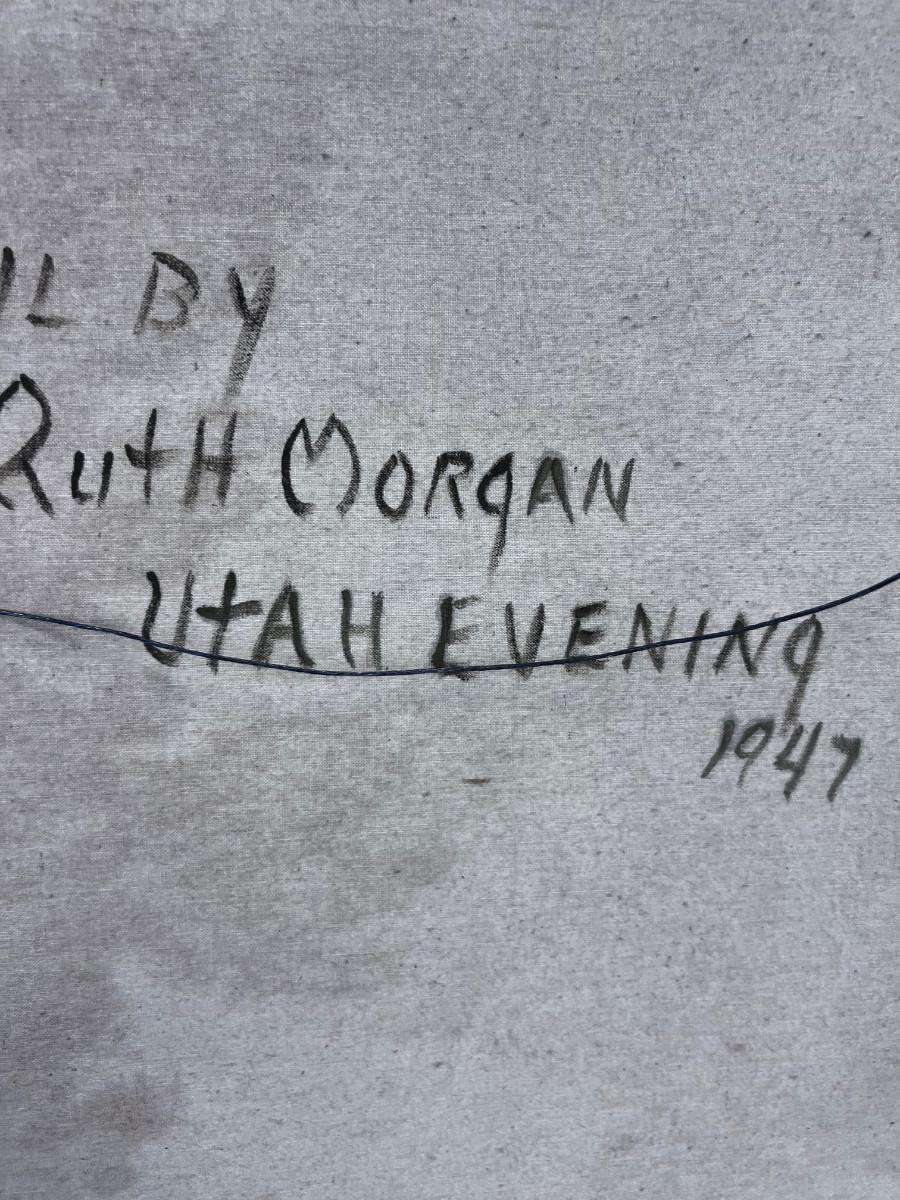 IL BY
RutH MORgAN
UtAH EVENINg
1947